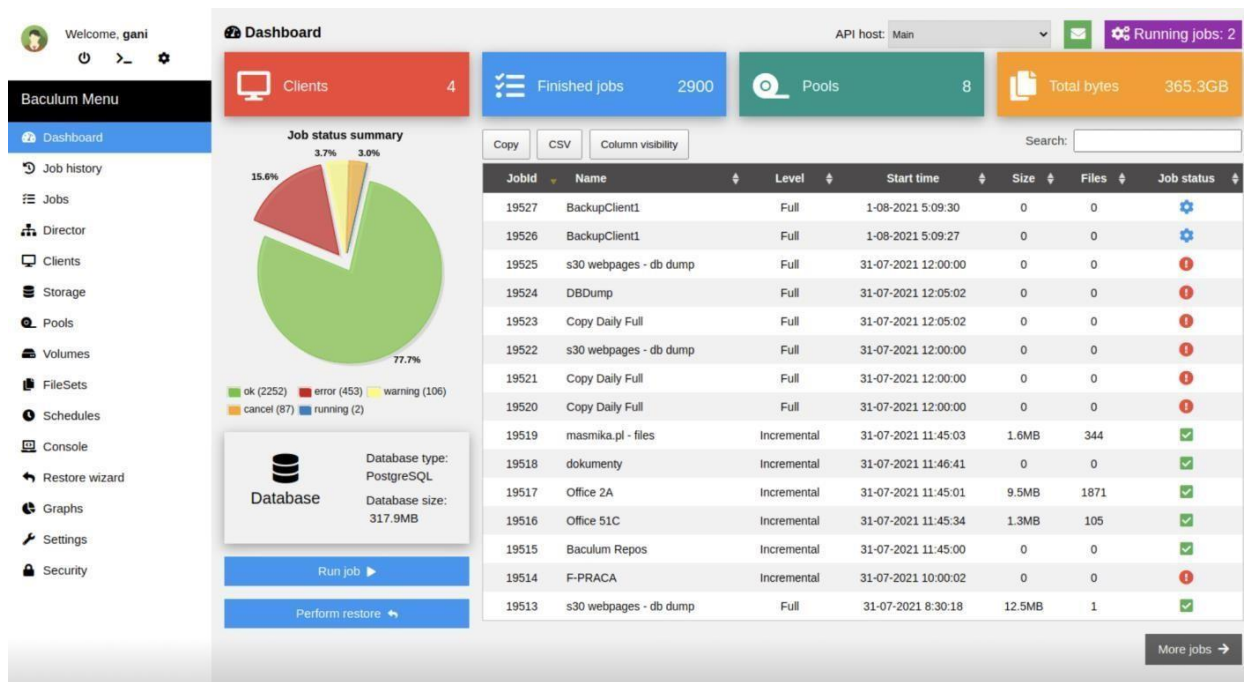 Welcome, gani
Baculum Menu
Dashboard
Job history
Jobs
Director
Clients
Storage
Pools
Volumes
FileSets
Schedules
Console
Restore wizard
Graphs
Settings
Security
Dashboard
API host: Main
Running jobs: 2
Clients 4
Finished jobs 2900
Pools 8
Total bytes 365.3GB
Job status summary
3.7% 3.0%
15.6%
77.7%
ok (2252) error (453) warning (106)
cancel (87) running (2)
Database
Database type:
PostgreSQL
Database size:
317.9MB
Run job
Perform restore
Copy CSV Column visibility Search:
JobId Name Level Start time Size Files Job status
19527 BackupClient1 Full 1-08-2021 5:09:30 0 0
19526 BackupClient1 Full 1-08-2021 5:09:27 0 0
19525 s30 webpages - db dump Full 31-07-2021 12:00:00 0 0
19524 DBDump Full 31-07-2021 12:05:02 0 0
19523 Copy Daily Full Full 31-07-2021 12:05:02 0 0
19522 s30 webpages - db dump Full 31-07-2021 12:00:00 0 0
19521 Copy Daily Full Full 31-07-2021 12:00:00 0 0
19520 Copy Daily Full Full 31-07-2021 12:00:00 0 0
19519 masmika.pl - files Incremental 31-07-2021 11:45:03 1.6MB 344
19518 dokumenty Incremental 31-07-2021 11:46:41 0 0
19517 Office 2A Incremental 31-07-2021 11:45:01 9.5MB 1871
19516 Office 51C Incremental 31-07-2021 11:45:34 1.3MB 105
19515 Baculum Repos Incremental 31-07-2021 11:45:00 0 0
19514 F-PRACA Incremental 31-07-2021 10:00:02 0 0
19513 s30 webpages - db dump Full 31-07-2021 8:30:18 12.5MB 1
More jobs